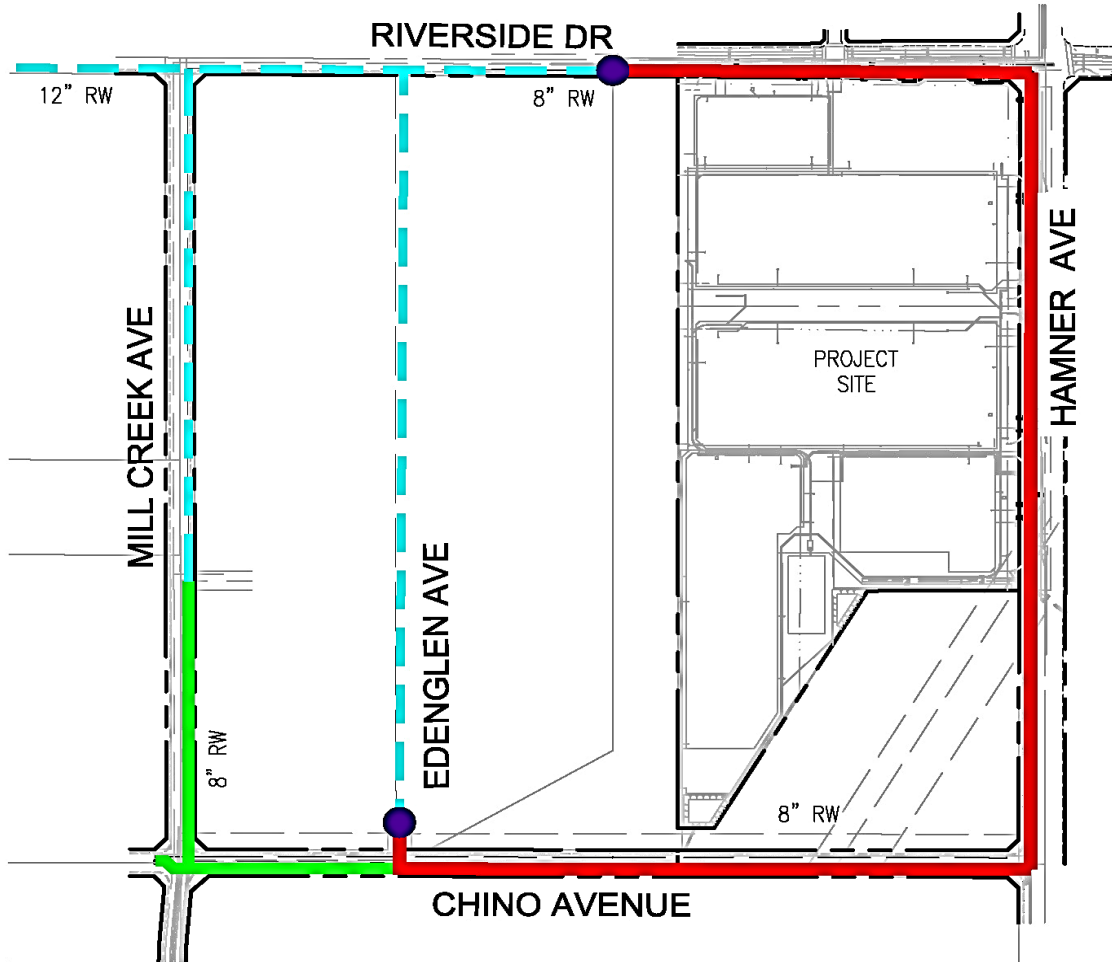 RIVERSIDE DR
12” RW
8” RW
HAMNER AVE
MILL CREEK AVE
PROJECT
SITE
EDENGLEN AVE
8” RW
8” RW
CHINO AVENUE